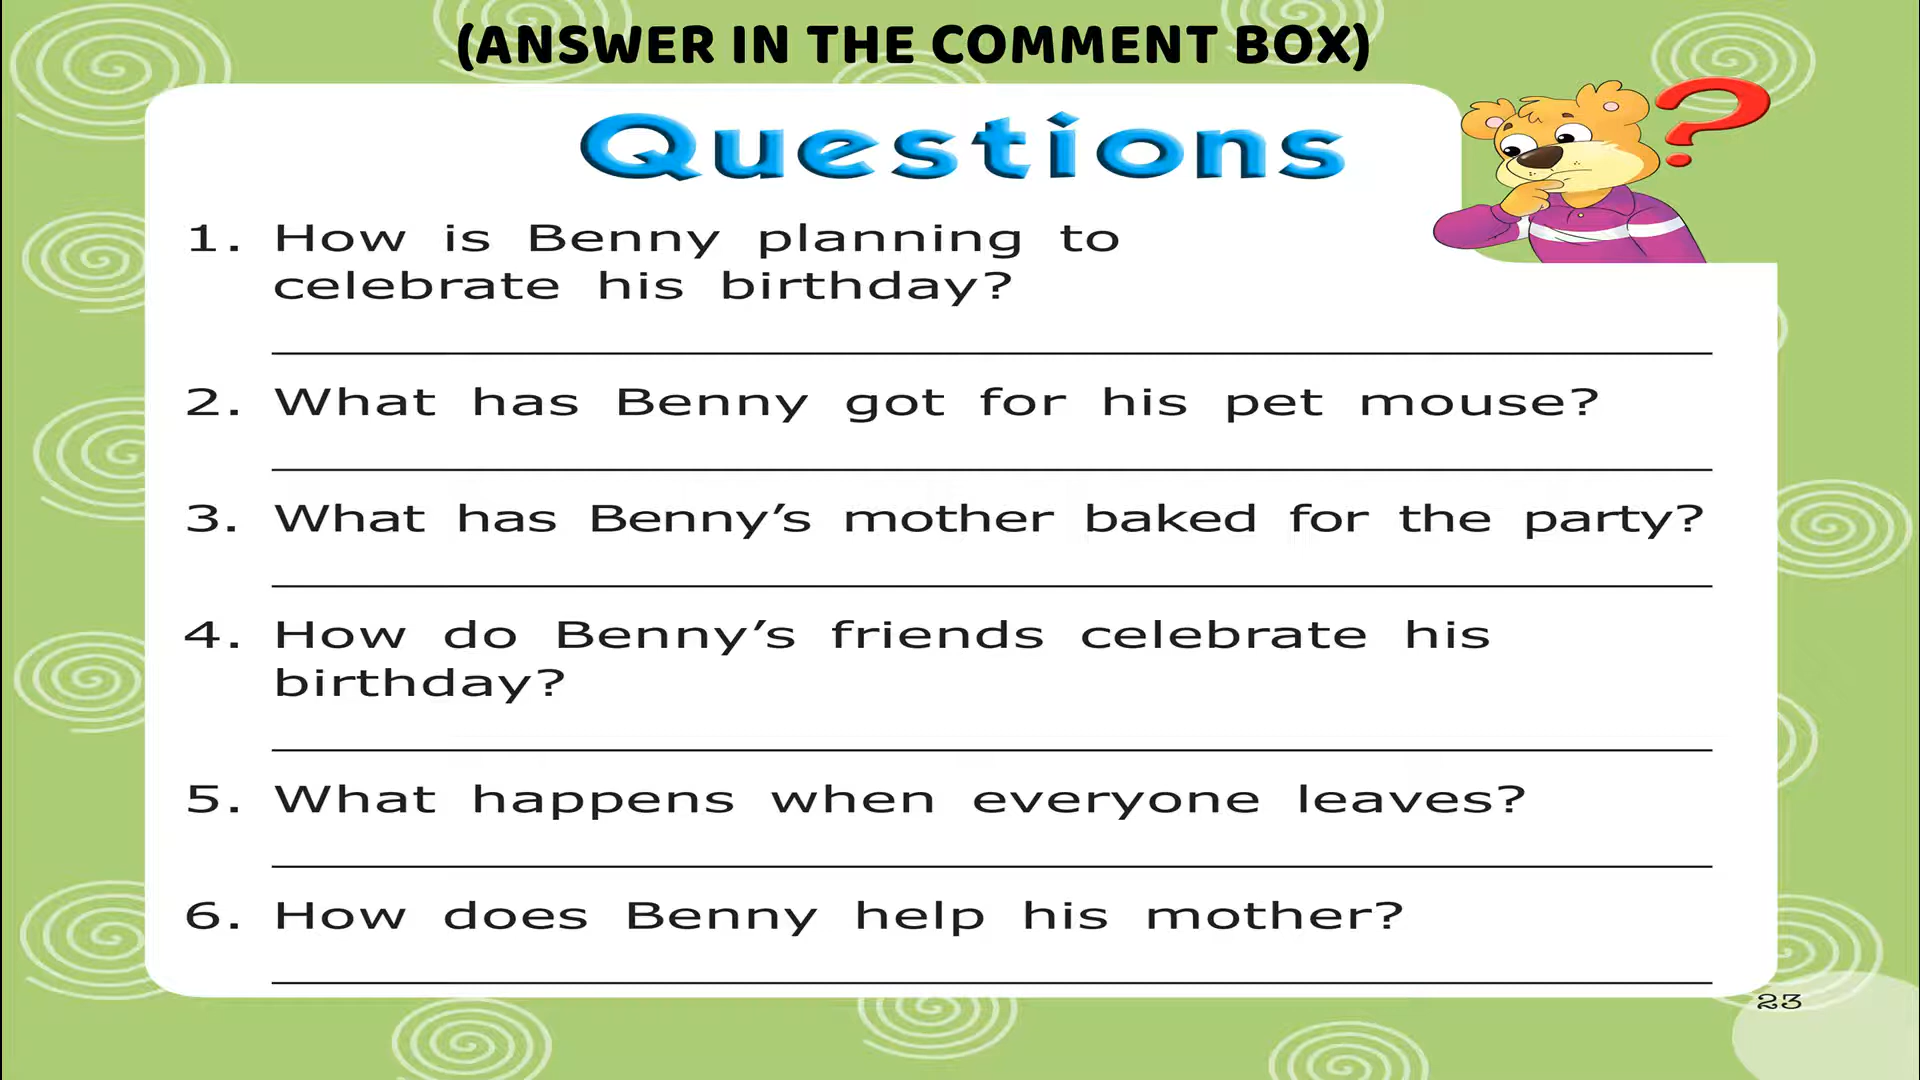 (ANSWER IN THE COMMENT BOX)
Questions
?
1. How is Benny planning to
celebrate his birthday?
2. What has Benny got for his pet mouse?
3. What has Benny’s mother baked for the party?
4. How do Benny’s friends celebrate his
birthday?
5. What happens when everyone leaves?
6. How does Benny help his mother?
23